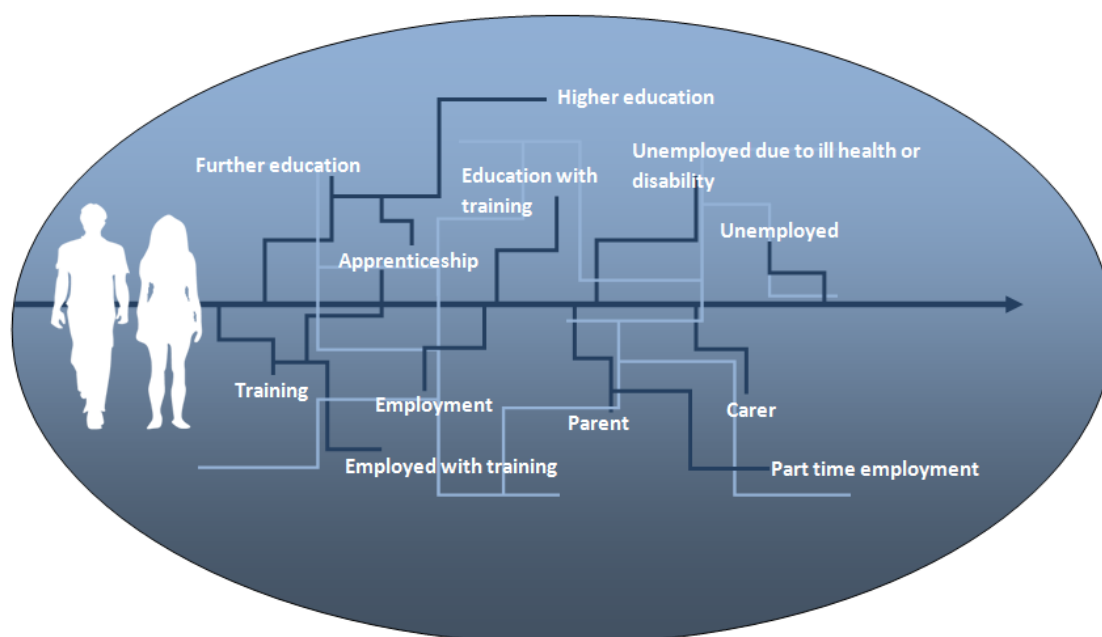 Higher education
Further education
Education with
training
Unemployed due to ill health or
disability
Unemployed
Apprenticeship
Training
Employment
Parent
Carer
Employed with training
Part time employment